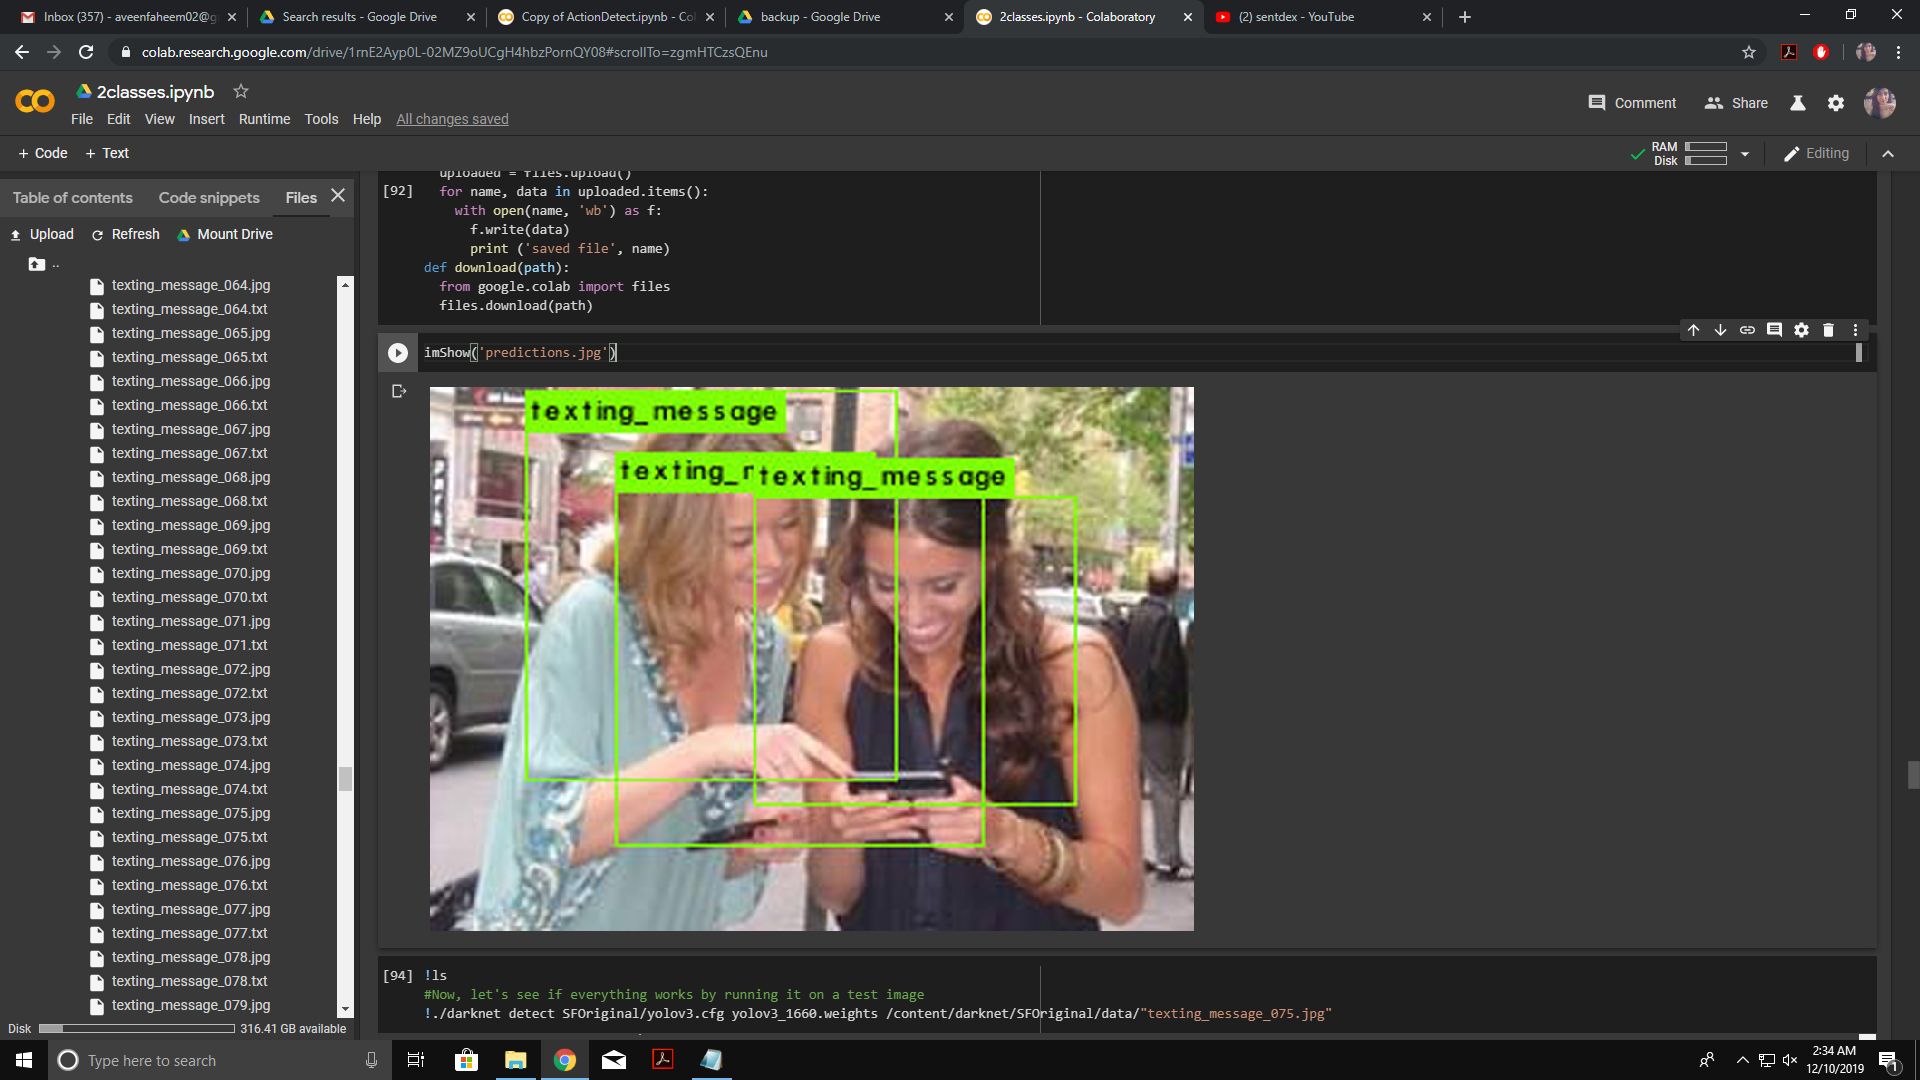 Inbox (357) - aveenfaheem02@g
Search results - Google Drive
Copy of ActionDetect.ipynb - Co
backup - Google Drive
2classes.ipynb - Colaboratory
(2) sentdex - YouTube
colab.research.google.com/drive/1rnE2Ayp0L-02MZ9oUCgH4hbzPornQY08#scrollTo=zgmHTCzsQEnu
2classes.ipynb
Comment
Share
File Edit View Insert Runtime Tools Help All changes saved
+ Code + Text
RAM
Disk
Editing
Table of contents Code snippets Files
Upload Refresh Mount Drive
..
texting_message_064.jpg
texting_message_064.txt
texting_message_065.jpg
texting_message_065.txt
texting_message_066.jpg
texting_message_066.txt
texting_message_067.jpg
texting_message_067.txt
texting_message_068.jpg
texting_message_068.txt
texting_message_069.jpg
texting_message_069.txt
texting_message_070.jpg
texting_message_070.txt
texting_message_071.jpg
texting_message_071.txt
texting_message_072.jpg
texting_message_072.txt
texting_message_073.jpg
texting_message_073.txt
texting_message_074.jpg
texting_message_074.txt
texting_message_075.jpg
texting_message_075.txt
texting_message_076.jpg
texting_message_076.txt
texting_message_077.jpg
texting_message_077.txt
texting_message_078.jpg
texting_message_078.txt
texting_message_079.jpg
Disk 316.41 GB available
uploaded = files.upload()
[92] for name, data in uploaded.items():
with open(name, 'wb') as f:
f.write(data)
print ('saved file', name)
def download(path):
from google.colab import files
files.download(path)
imShow('predictions.jpg')
texting_message
texting_
texting_message
[94] !ls
#Now, let's see if everything works by running it on a test image
!./darknet detect SFOriginal/yolov3.cfg yolov3_1660.weights /content/darknet/SFOriginal/data/"texting_message_075.jpg"
Type here to search
2:34 AM
12/10/2019
1